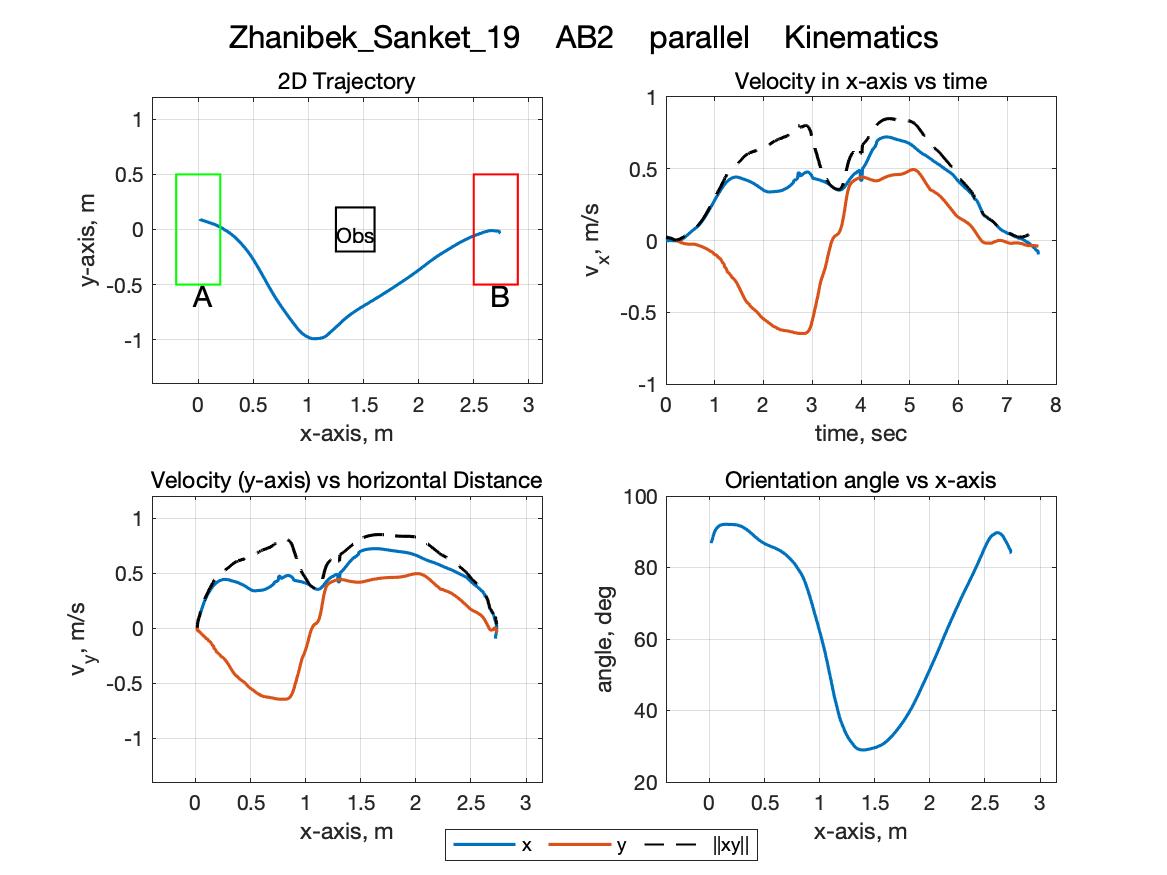 Zhanibek_Sanket_19 AB2 parallel Kinematics
2D Trajectory
1
0.5
0
-0.5
-1
y-axis, m
A
Obs
B
0 0.5 1 1.5 2 2.5 3
x-axis, m
Velocity in x-axis vs time
1
0.5
0
-0.5
-1
vx, m/s
0 1 2 3 4 5 6 7 8
time, sec
Velocity (y-axis) vs horizontal Distance
1
0.5
0
-0.5
-1
vy, m/s
0 0.5 1 1.5 2 2.5 3
x-axis, m
Orientation angle vs x-axis
100
80
60
40
20
angle, deg
0 0.5 1 1.5 2 2.5 3
x-axis, m
x y ||xy||